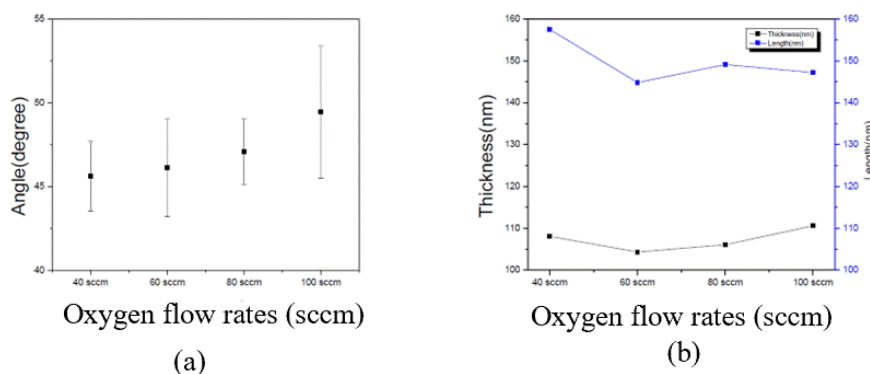 55
50
45
40
Angle(degree)
40 sccm 60 sccm 80 sccm 100 sccm
Oxygen flow rates (sccm)
(a)
160
150
140
130
120
110
100
Thickness(nm)
Thickness(nm)
Length(nm)
160
150
140
130
120
110
100
Length(nm)
40 sccm 60 sccm 80 sccm 100 sccm
Oxygen flow rates (sccm)
(b)